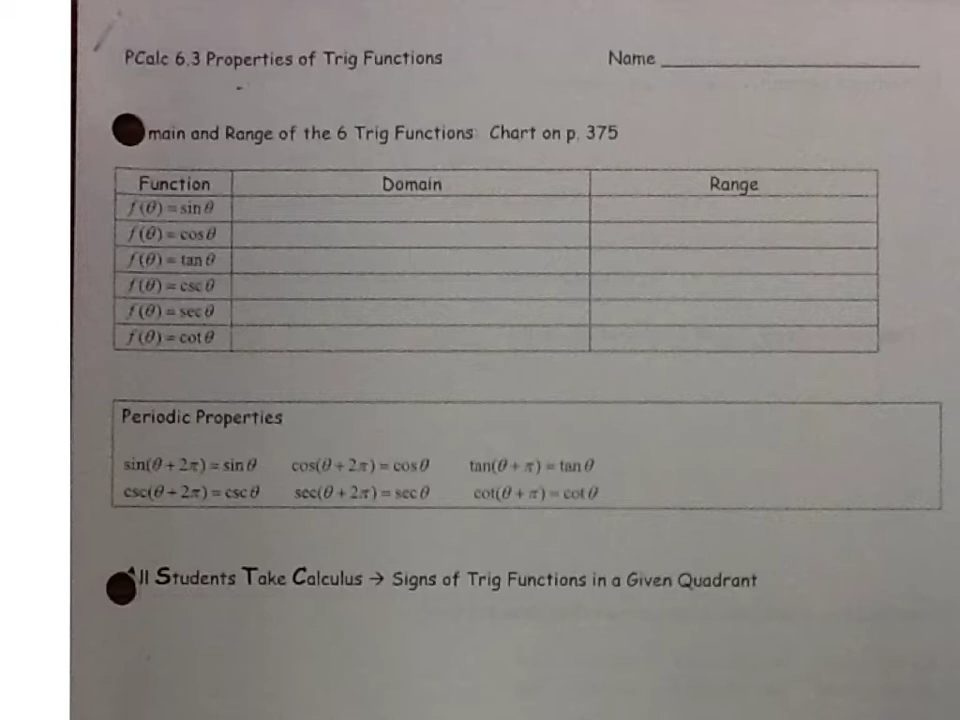 PCalc 6.3 Properties of Trig Functions Name
main and Range of the 6 Trig Functions: Chart on p. 375
Function Domain Range
f(θ) = sin θ
f(θ) = cos θ
f(θ) = tan θ
f(θ) = csc θ
f(θ) = sec θ
f(θ) = cot θ
Periodic Properties
sin(θ + 2π) = sin θ cos(θ + 2π) = cos θ tan(θ + π) = tan θ
csc(θ + 2π) = csc θ sec(θ + 2π) = sec θ cot(θ + π) = cot θ
All Students Take Calculus → Signs of Trig Functions in a Given Quadrant